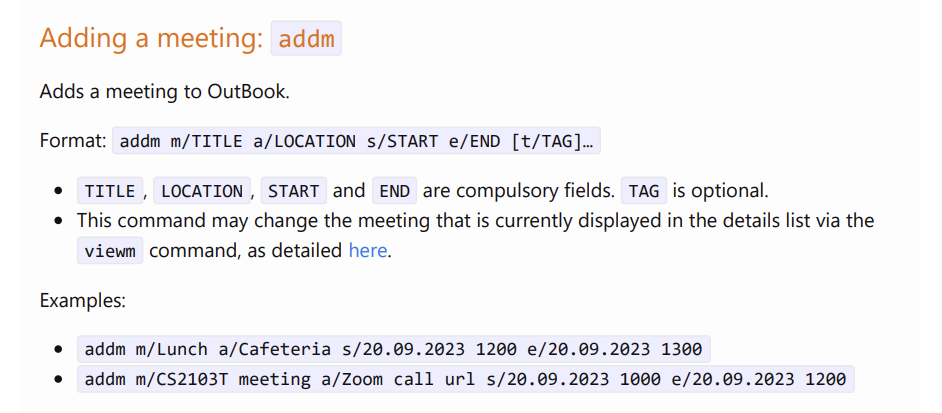 Adding a meeting: addm
Adds a meeting to OutBook.
Format: addm m/TITLE a/LOCATION s/START e/END [t/TAG]…
• TITLE, LOCATION, START and END are compulsory fields. TAG is optional.
• This command may change the meeting that is currently displayed in the details list via the
viewm command, as detailed here.
Examples:
• addm m/Lunch a/Cafeteria s/20.09.2023 1200 e/20.09.2023 1300
• addm m/CS2103T meeting a/Zoom call url s/20.09.2023 1000 e/20.09.2023 1200